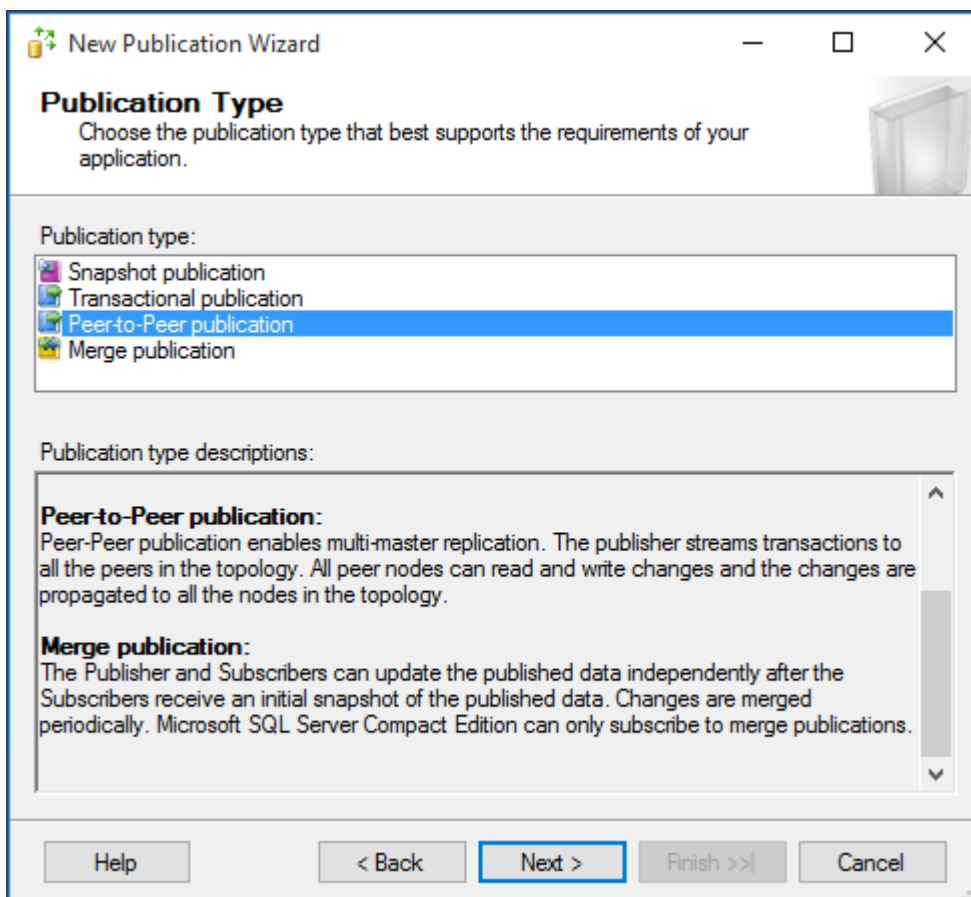 New Publication Wizard
Publication Type
Choose the publication type that best supports the requirements of your
application.
Publication type:
Snapshot publication
Transactional publication
Peer-to-Peer publication
Merge publication
Publication type descriptions:
Peer-to-Peer publication:
Peer-Peer publication enables multi-master replication. The publisher streams transactions to
all the peers in the topology. All peer nodes can read and write changes and the changes are
propagated to all the nodes in the topology.
Merge publication:
The Publisher and Subscribers can update the published data independently after the
Subscribers receive an initial snapshot of the published data. Changes are merged
periodically. Microsoft SQL Server Compact Edition can only subscribe to merge publications.
Help
< Back
Next >
Finish >>|
Cancel